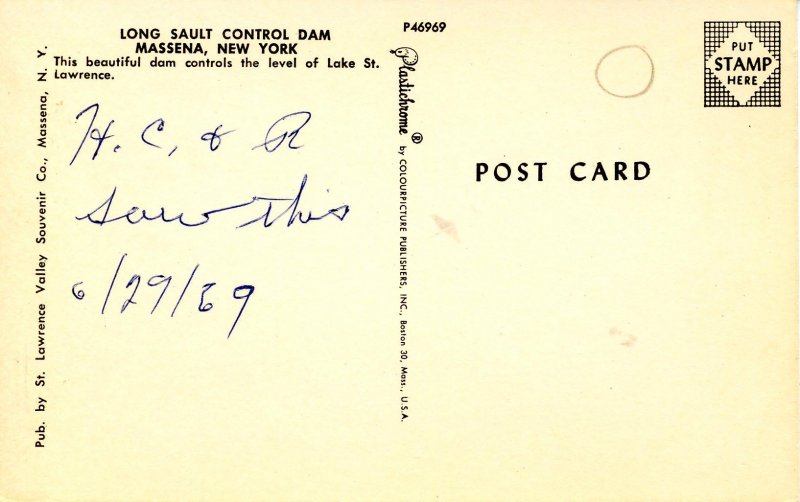 LONG SAULT CONTROL DAM
MASSENA, NEW YORK
This beautiful dam controls the level of Lake St.
Lawrence.
H. C, & R
saw this
6/29/69
Pub. by St. Lawrence Valley Souvenir Co., Massena, N. Y.
P46969
Plastichrome ® by COLOURPICTURE PUBLISHERS, INC., Boston 30, Mass., U.S.A.
PUT
STAMP
HERE
POST CARD